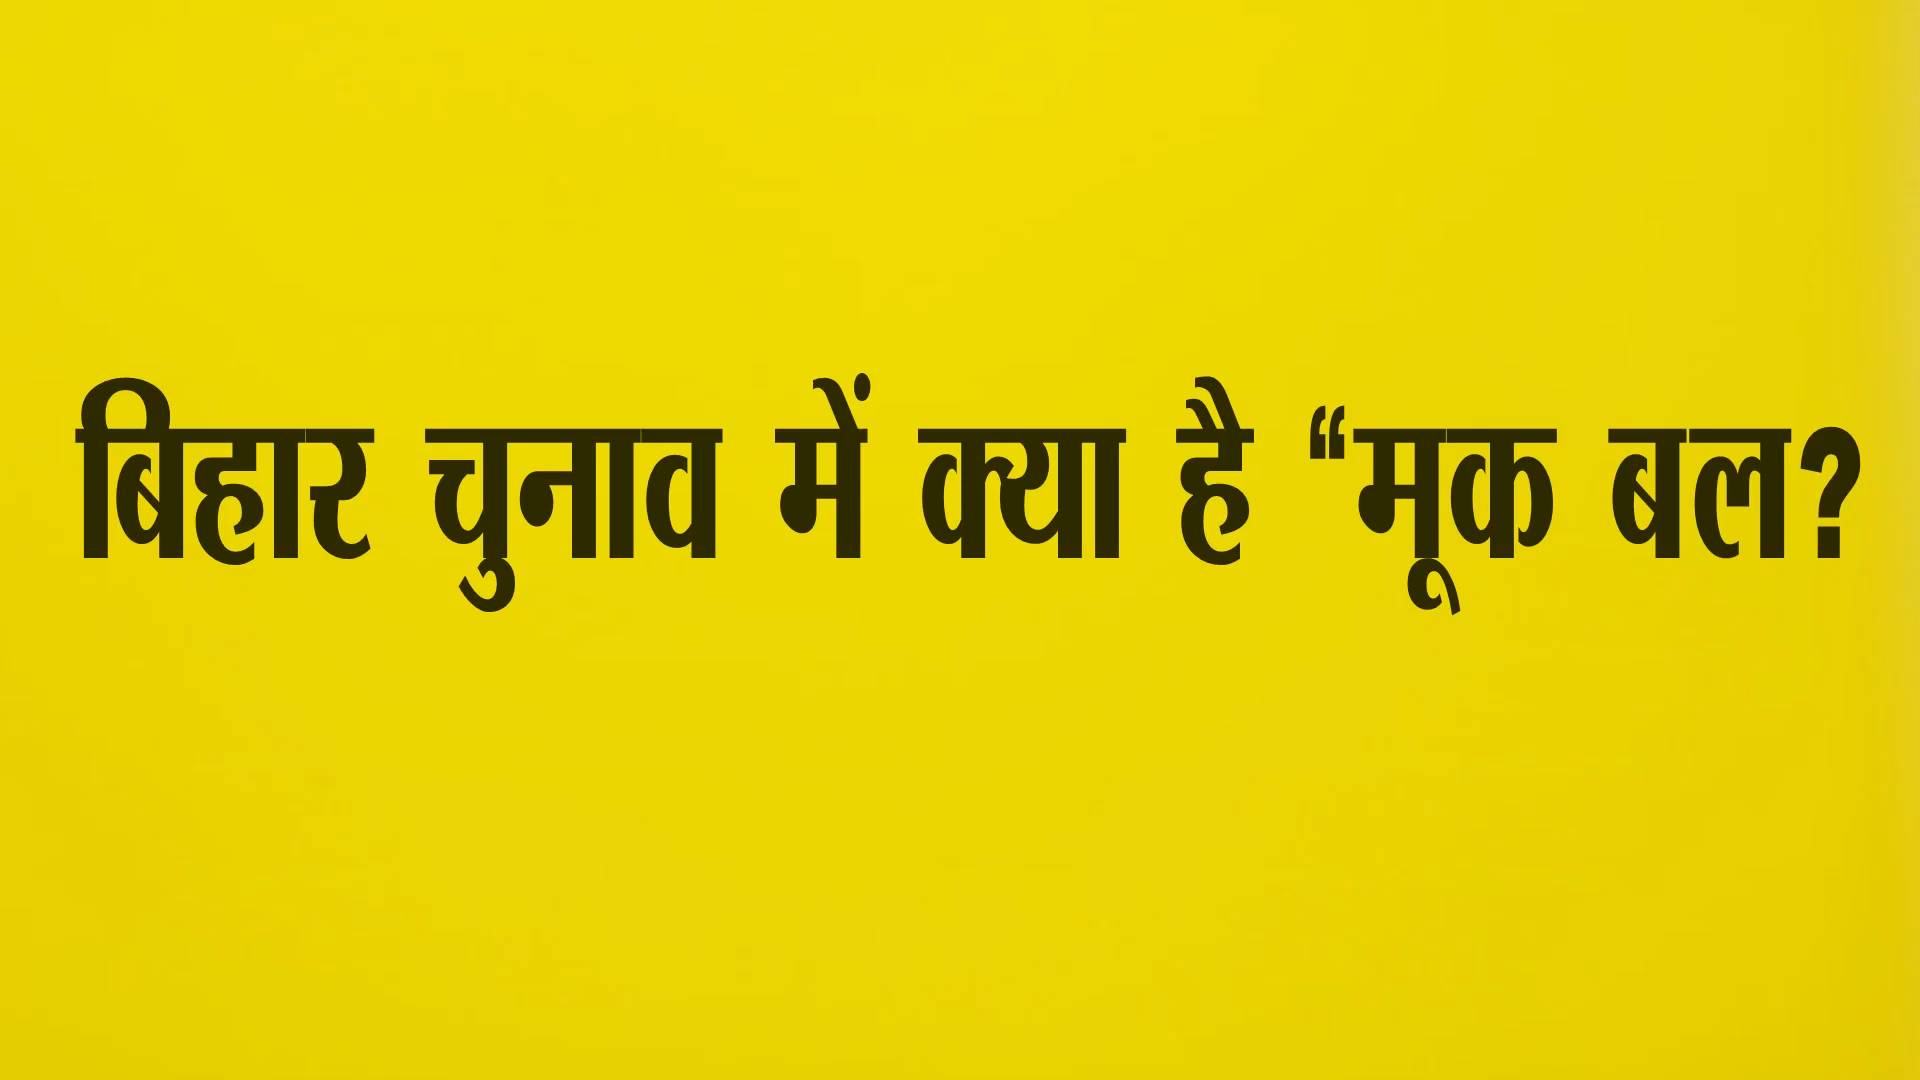 बिहार चुनाव में क्या है “मूक बल?